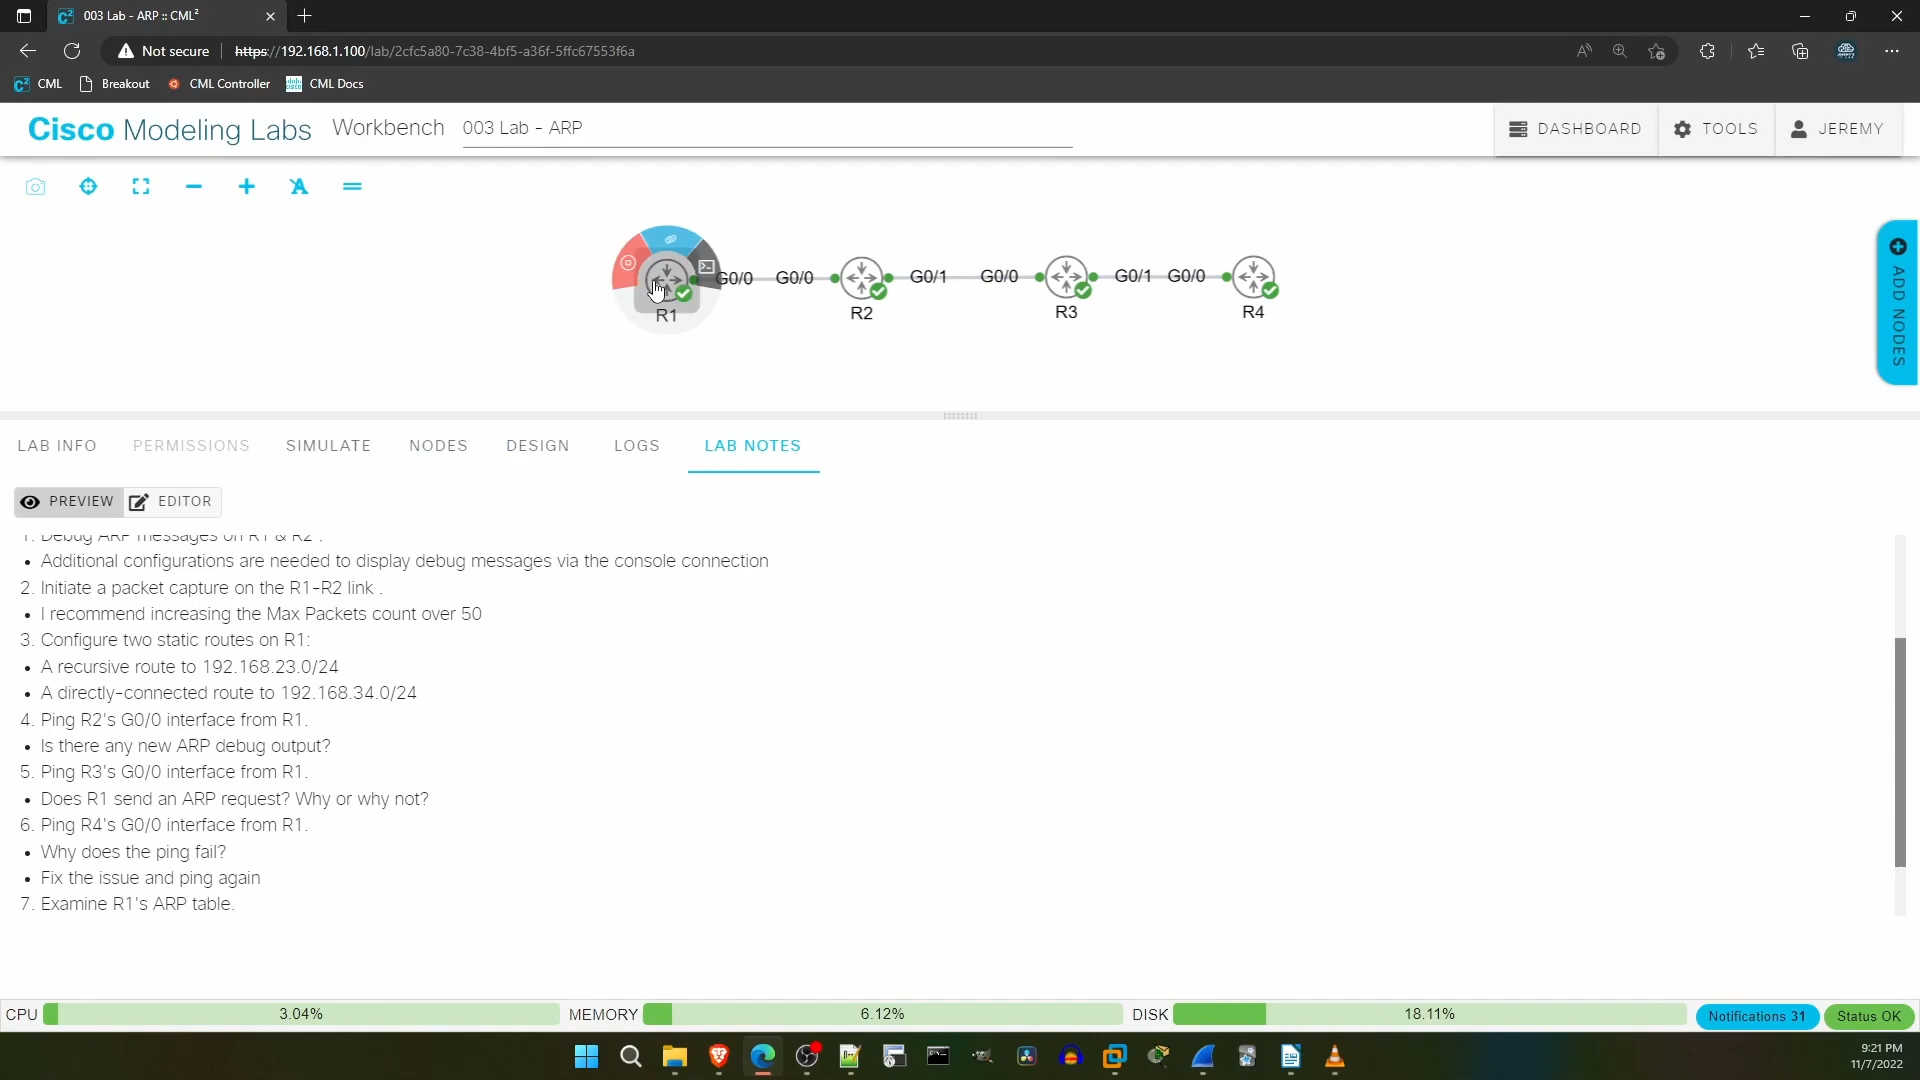 003 Lab - ARP :: CML²
Not secure
https://192.168.1.100/lab/2cfc5a80-7c38-4bf5-a36f-5ffc67553f6a
CML
Breakout
CML Controller
CML Docs
Cisco Modeling Labs
Workbench
003 Lab - ARP
DASHBOARD
TOOLS
JEREMY
G0/0
G0/0
G0/1
G0/0
G0/1
G0/0
R1
R2
R3
R4
ADD NODES
LAB INFO
PERMISSIONS
SIMULATE
NODES
DESIGN
LOGS
LAB NOTES
PREVIEW
EDITOR
1. Debug ARP messages on R1 & R2 .
• Additional configurations are needed to display debug messages via the console connection
2. Initiate a packet capture on the R1-R2 link .
• I recommend increasing the Max Packets count over 50
3. Configure two static routes on R1:
• A recursive route to 192.168.23.0/24
• A directly-connected route to 192.168.34.0/24
4. Ping R2's G0/0 interface from R1.
• Is there any new ARP debug output?
5. Ping R3's G0/0 interface from R1.
• Does R1 send an ARP request? Why or why not?
6. Ping R4's G0/0 interface from R1.
• Why does the ping fail?
• Fix the issue and ping again
7. Examine R1's ARP table.
CPU
3.04%
MEMORY
6.12%
DISK
18.11%
Notifications 31
Status OK
9:21 PM
11/7/2022